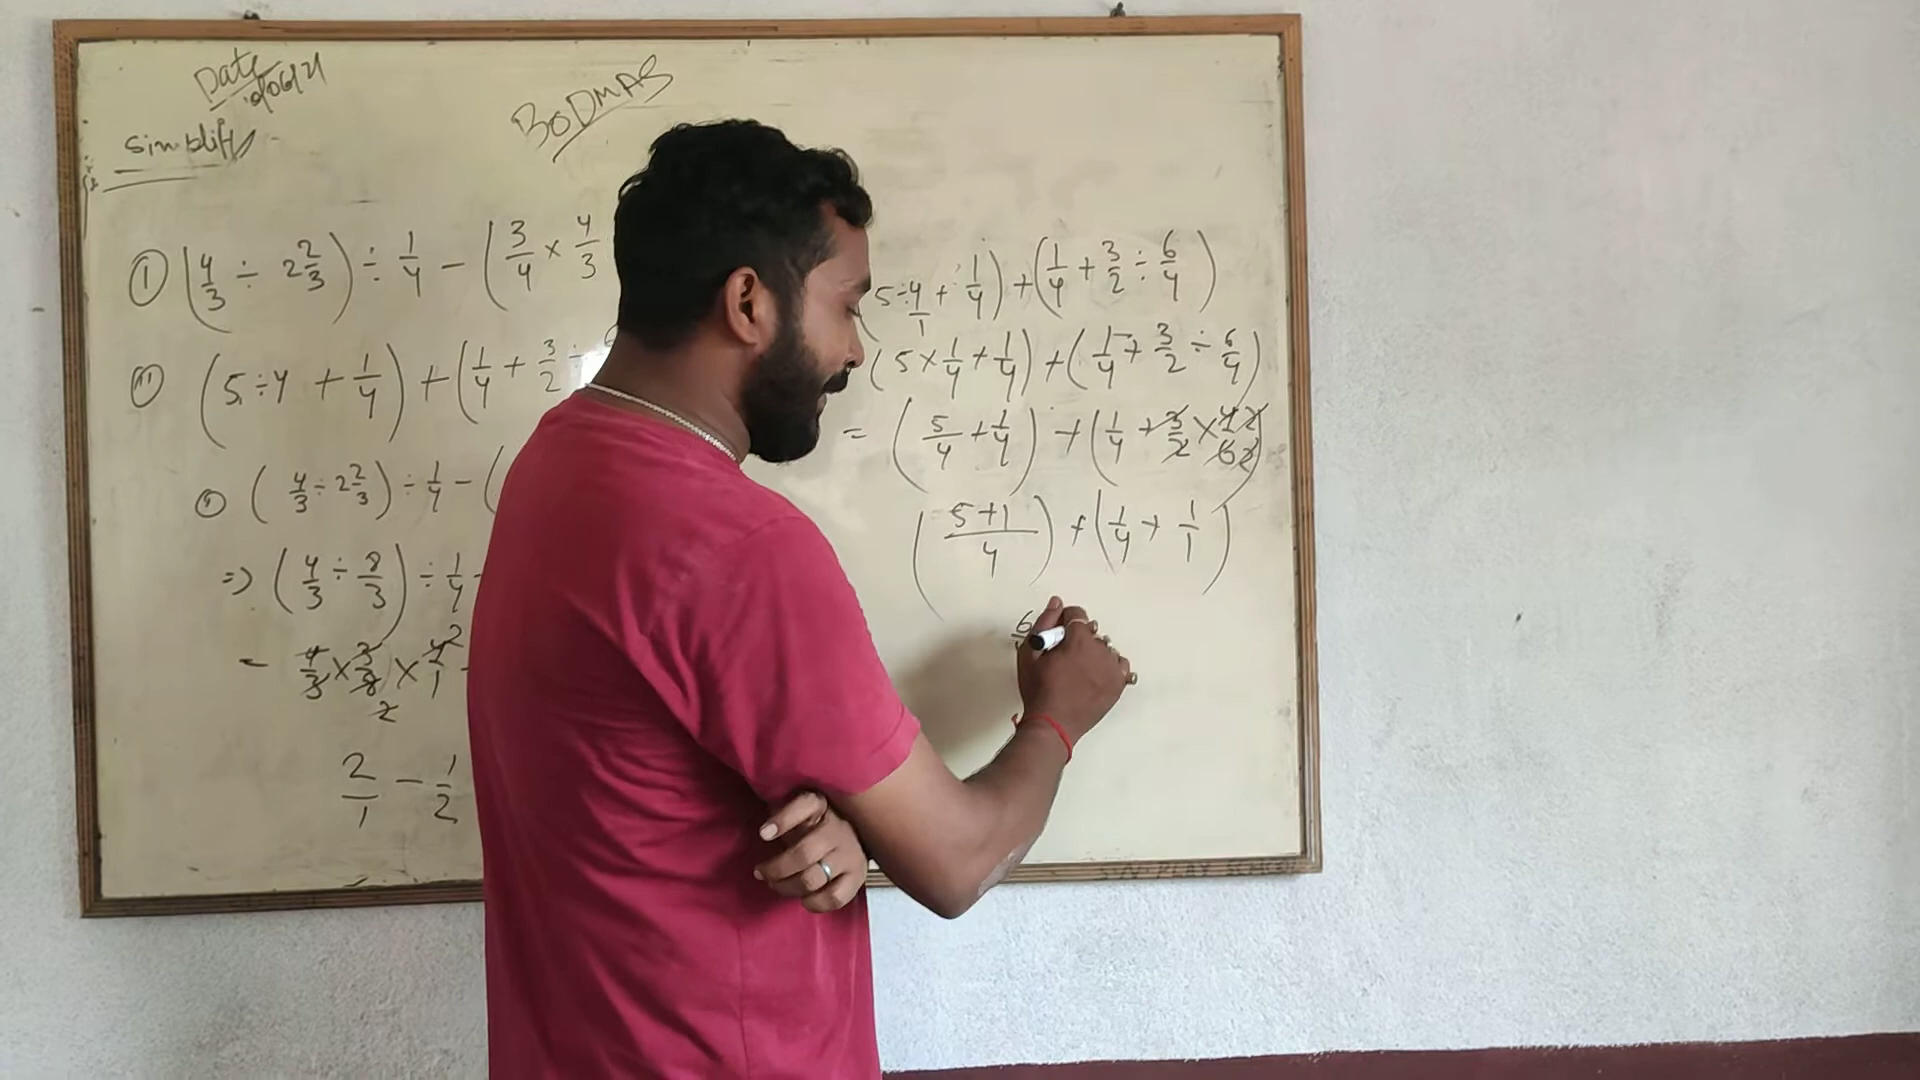 Date
BODMAS
Simplify
① (4/3 ÷ 2 2/3) ÷ 1/4 - (3/4 × 4/3
(5 ÷ 4 + 1/4) + (1/4 + 3/2 ÷
① (4/3 ÷ 2 2/3) ÷ 1/4 - (
=> (4/3 ÷ 8/3) ÷ 1/4 -
= 4/3 × 3/8 × 4/1 -
2
2
2/1 - 1/2
(5 ÷ 4/1 + 1/4) + (1/4 + 3/2 ÷ 6/4)
(5 × 1/4 + 1/4) + (1/4 + 3/2 ÷ 6/4)
= (5/4 + 1/4) + (1/4 + 3/2 × 4/6)
(5+1/4) + (1/4 + 1/1)
6